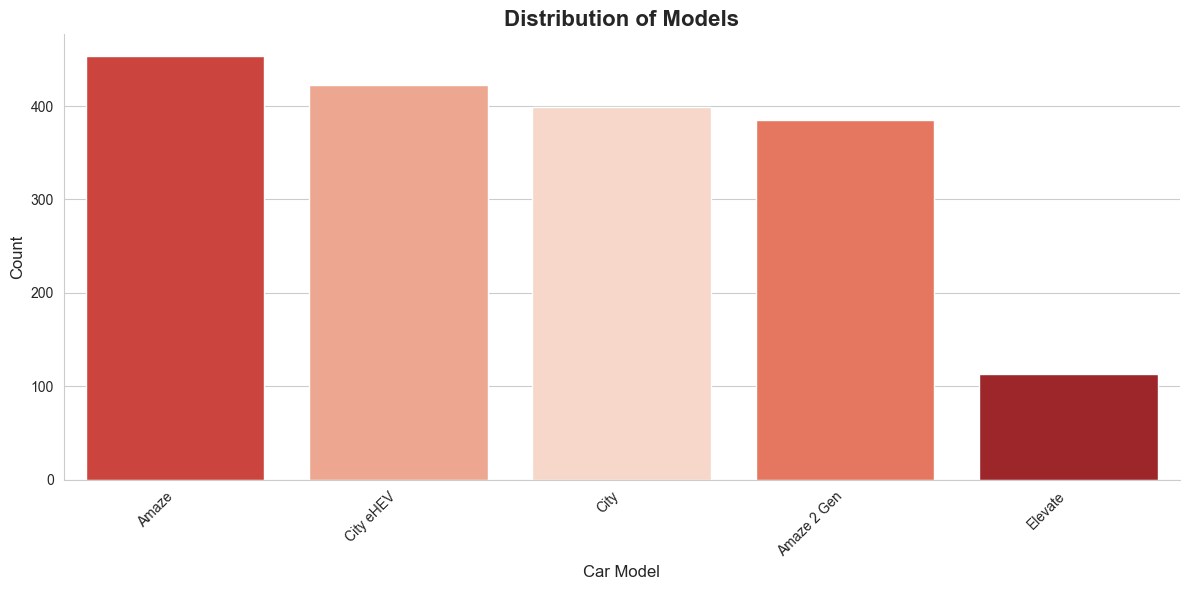 Distribution of Models
Count
400
300
200
100
0
Amaze
City eHEV
City
Amaze 2 Gen
Elevate
Car Model